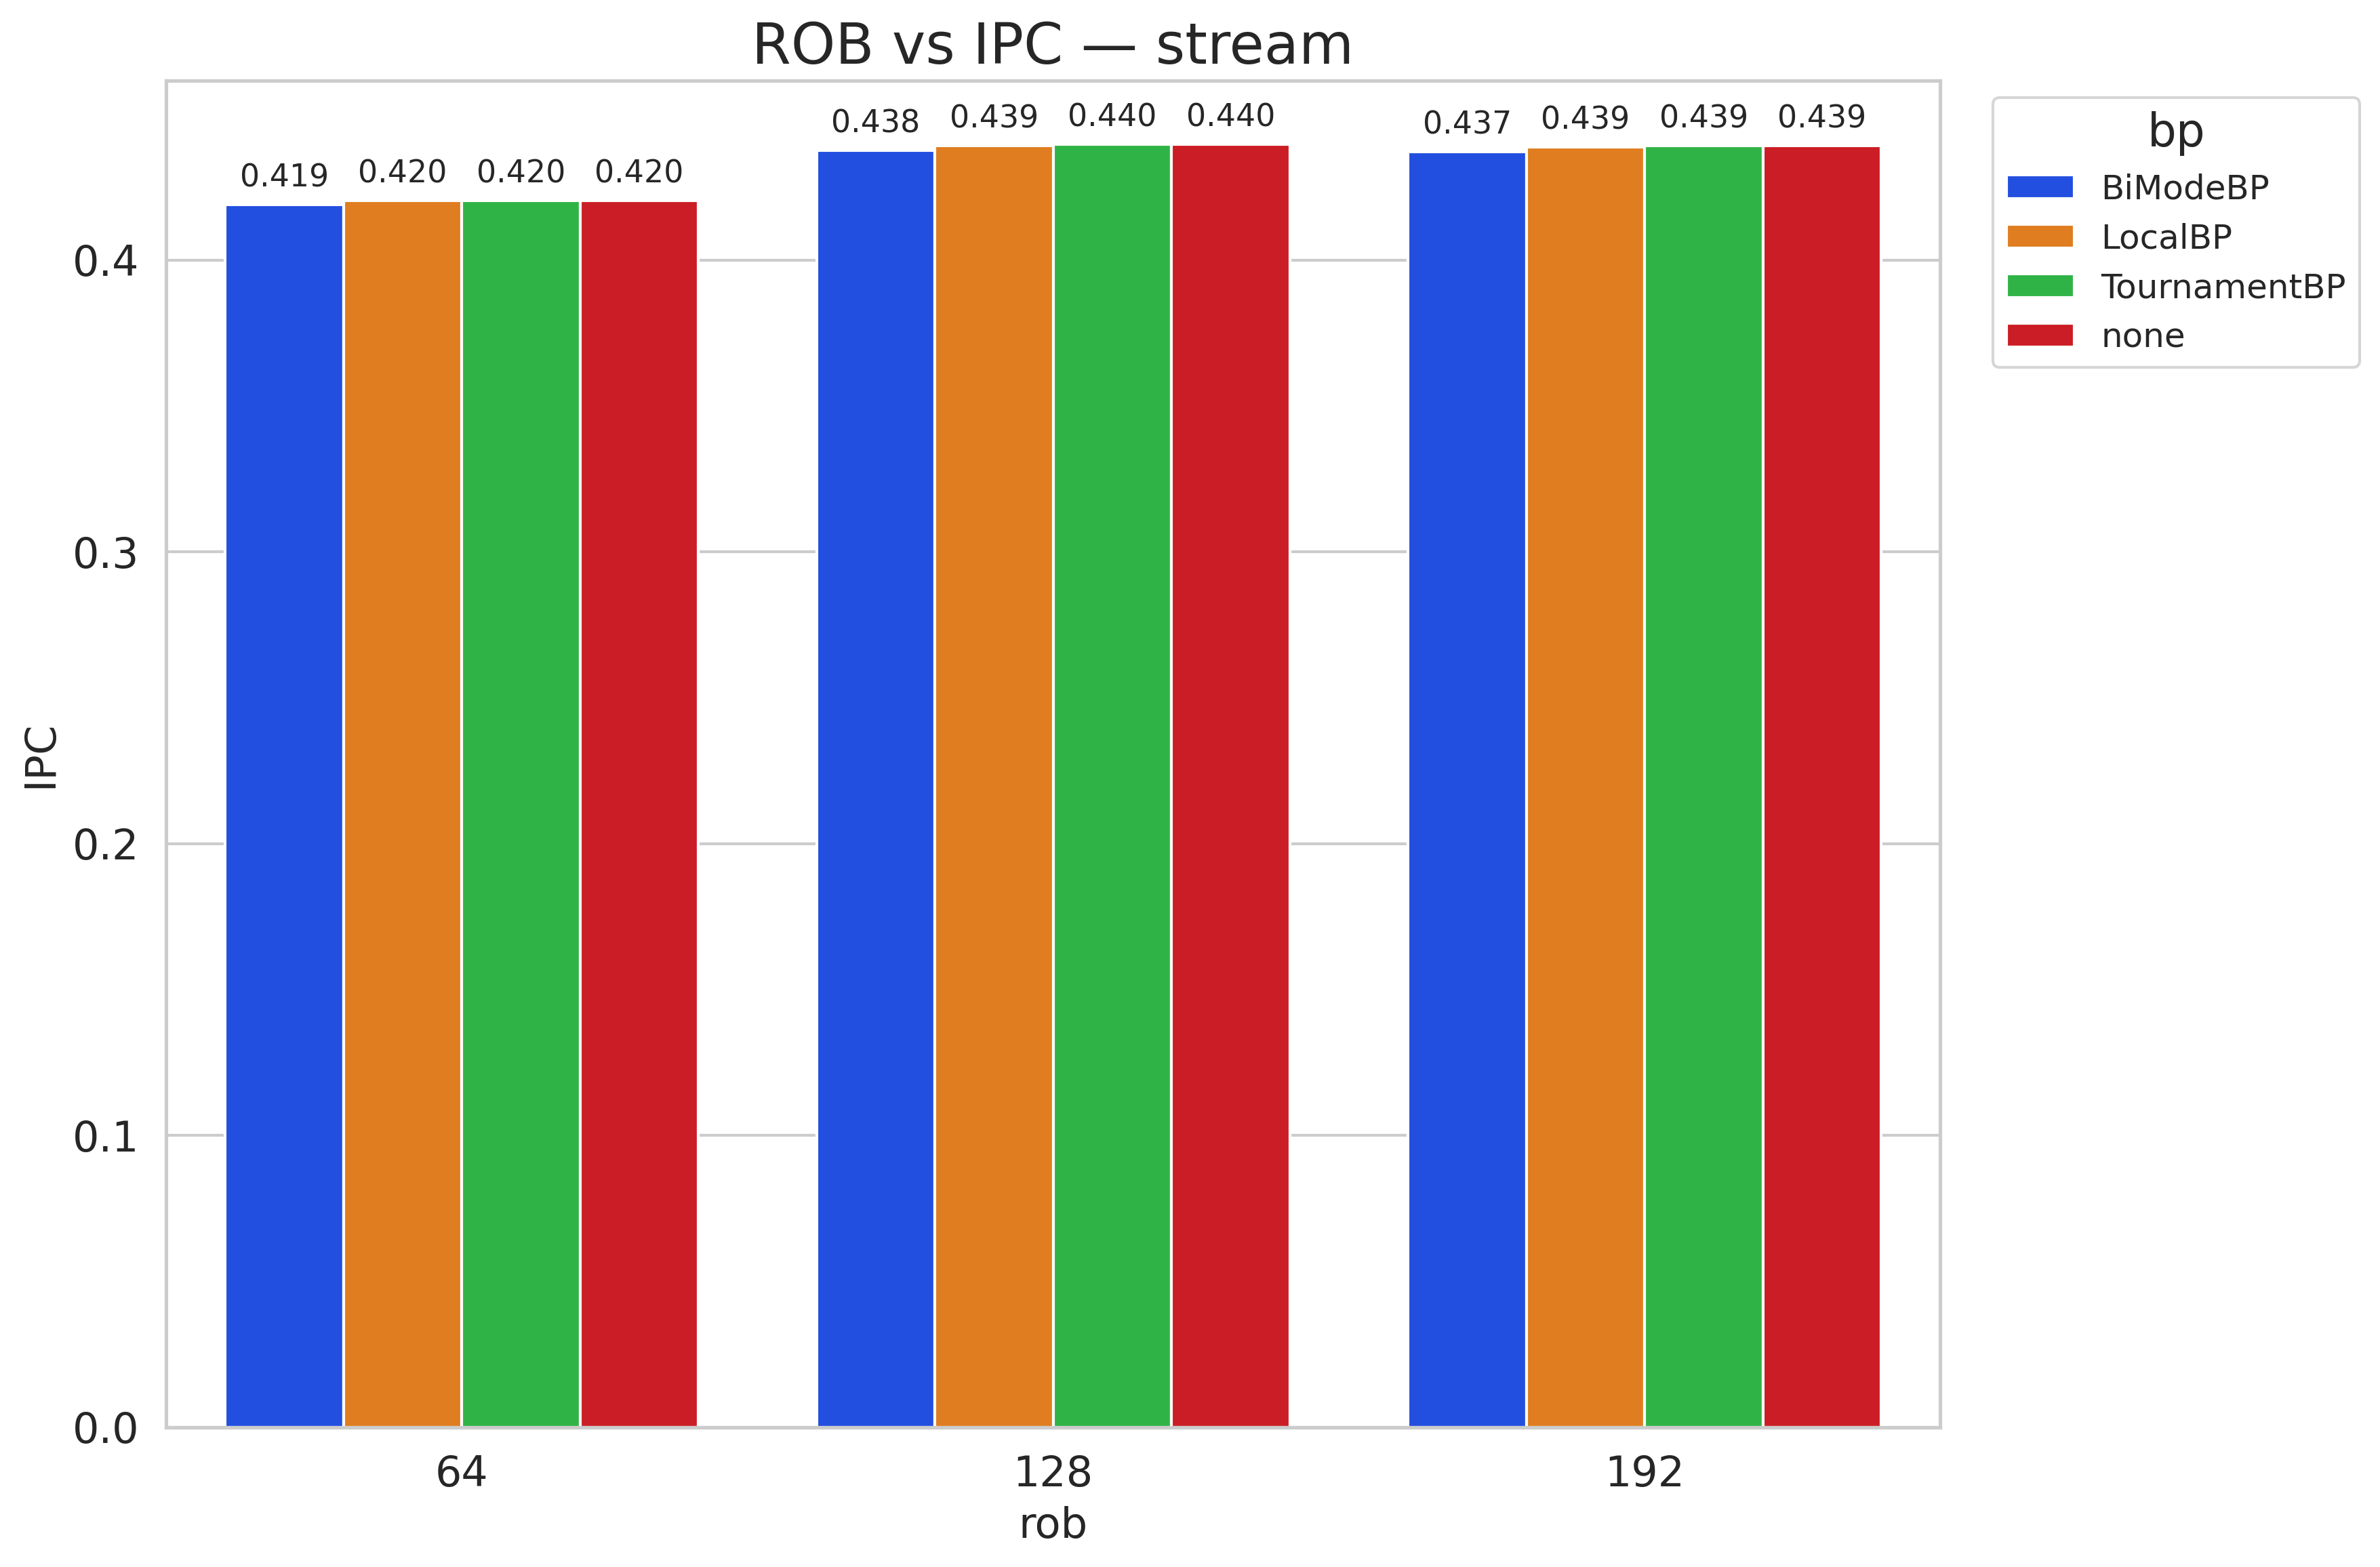 ROB vs IPC — stream
0.419 0.420 0.420 0.420
0.438 0.439 0.440 0.440
0.437 0.439 0.439 0.439
bp
BiModeBP
LocalBP
TournamentBP
none
IPC
0.4
0.3
0.2
0.1
0.0
64 128 192
rob